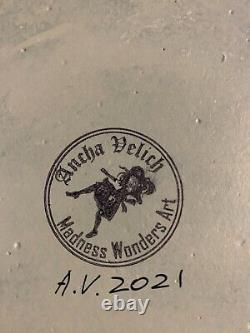 Ancha Velich
Madness Wonders Art
A.V. 2021